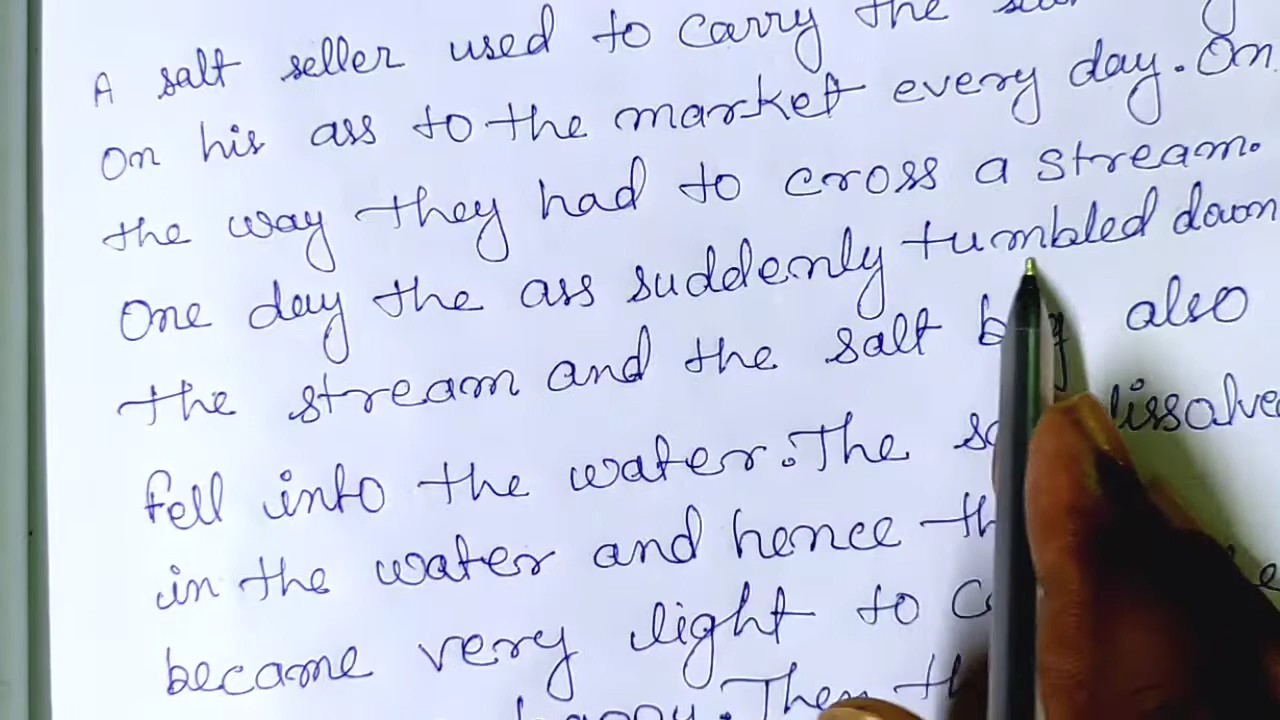 A salt seller used to carry the
on his ass to the market every day. On
the way they had to cross a stream.
One day the ass suddenly tumbled down
the stream and the salt also
fell into the water. The
in the water and hence
became very light to
happy. Then